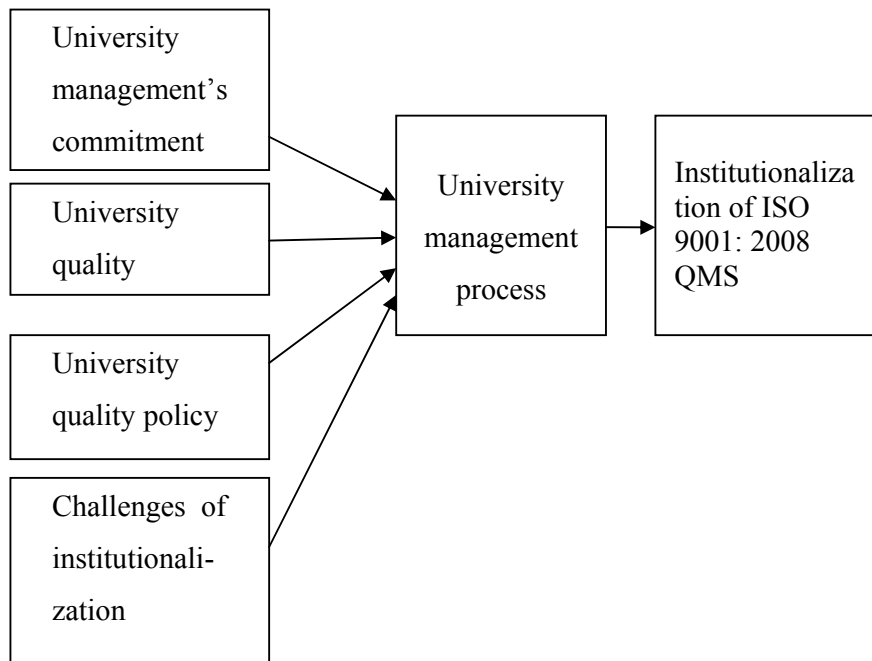 University
management’s
commitment
University
quality
University
quality policy
Challenges of
institutionali-
zation
University
management
process
Institutionaliza
tion of ISO
9001: 2008
QMS